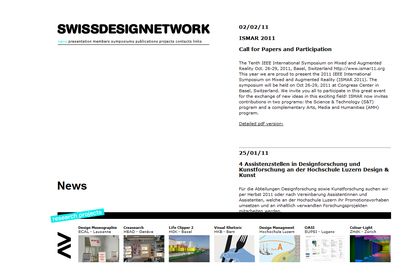 SWISSDESIGNNETWORK
news presentation members symposiums publications projects contacts links
02/02/11
ISMAR 2011
Call for Papers and Participation
The Tenth IEEE International Symposium on Mixed and Augmented
Reality Oct. 26-29, 2011, Basel, Switzerland http://www.ismar11.org
This year we are proud to present the 2011 IEEE International
Symposium on Mixed and Augmented Reality (ISMAR). The
symposium will be held on Oct 26-29, 2011 at Congress Center in
Basel, Switzerland. We invite you all to participate in this great event
for the exchange of new ideas in this exiting field! ISMAR now invites
contributions in two programs: the Science & Technology (S&T)
program and a complementary Arts, Media and Humanities (AMH)
program.
Detailed pdf version:
25/01/11
4 Assistenzstellen in Designforschung und
Kunstforschung an der Hochschule Luzern Design &
Kunst
Für die Abteilungen Designforschung sowie Kunstforschung suchen wir
per Herbst 2011 oder nach Vereinbarung Assistentinnen und
Assistenten, welche an der Hochschule Luzern ihr Promotionsvorhaben
umsetzen und an inhaltlich verwandten Forschungsprojekten
mitarbeiten werden.
News
research projects
Design Museographie
ECAL - Lausanne
Creasearch
HEAD - Genève
Life Clipper 2
HGK - Basel
Visual Rhetoric
HKB - Bern
Design Management
Hochschule Luzern
OASI
SUPSI - Lugano
Colour-Light
ZHdK - Zürich